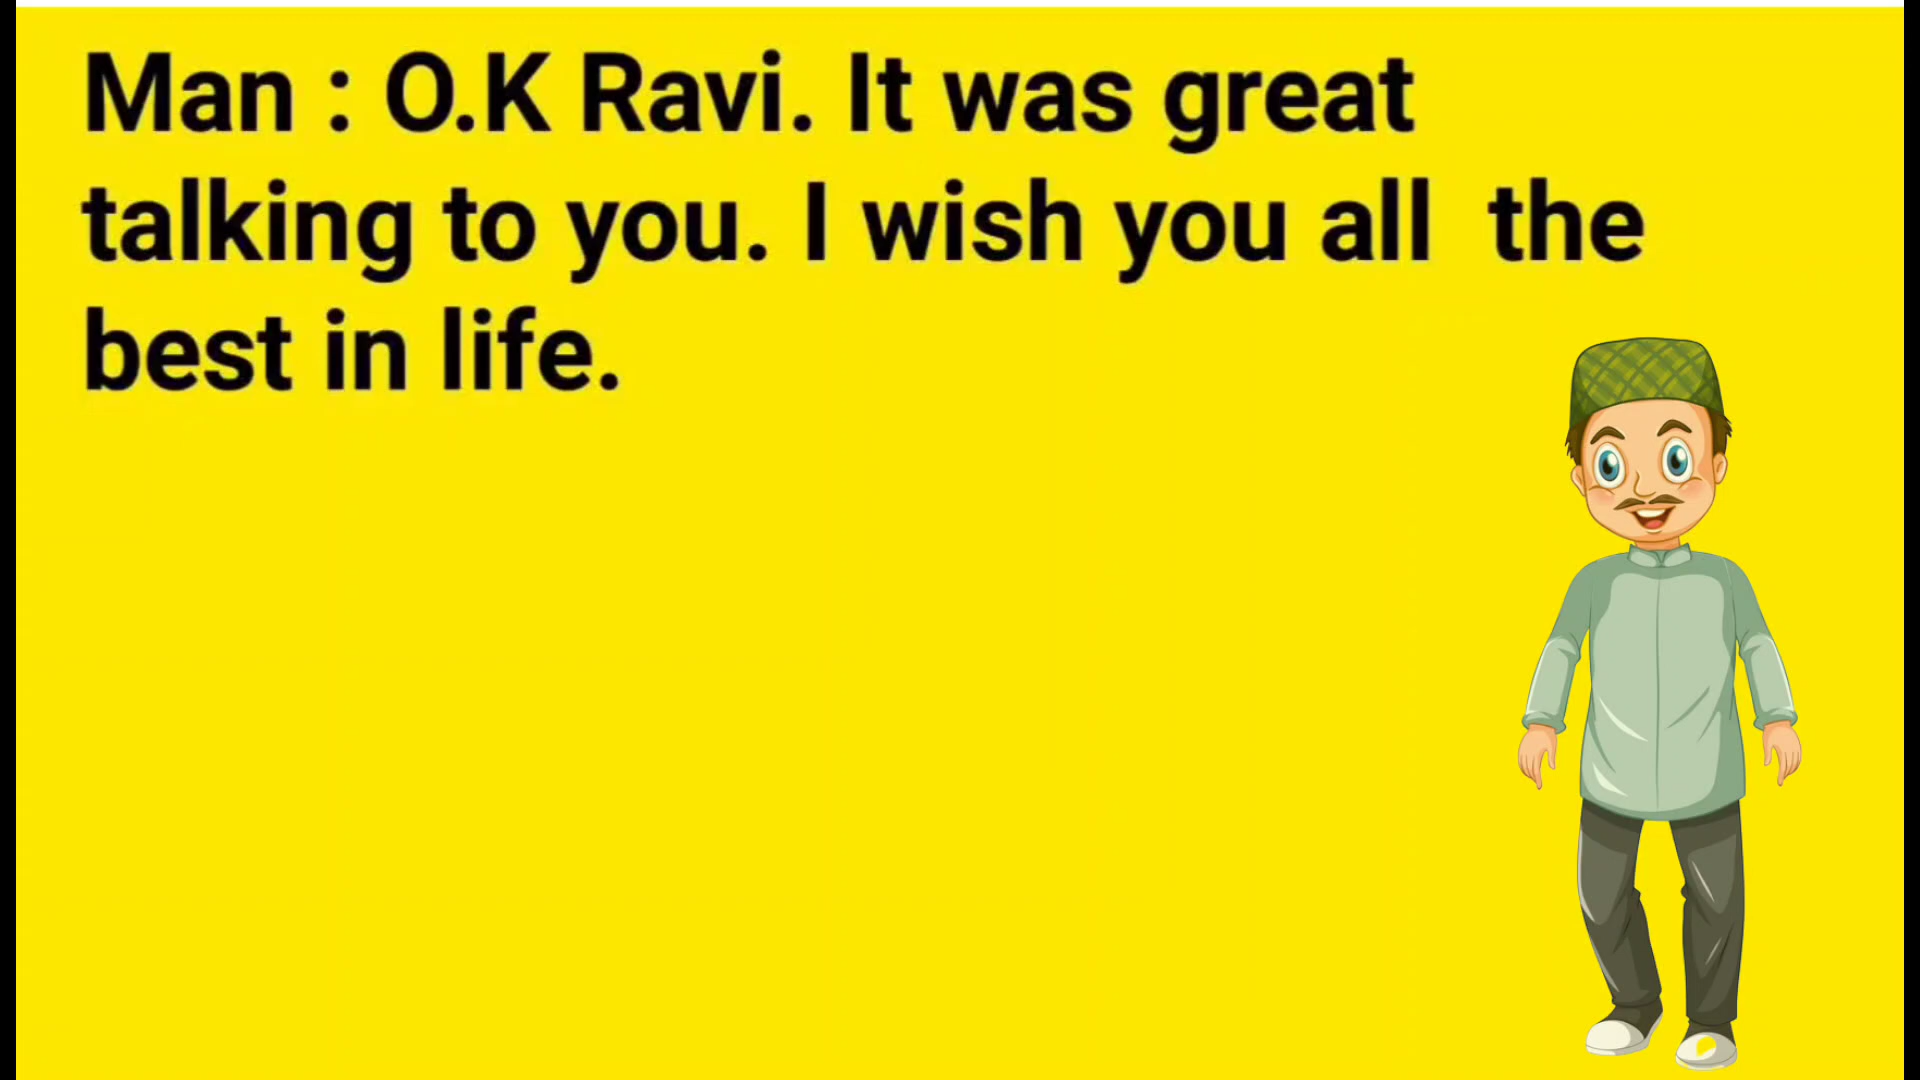 Man : O.K Ravi. It was great
talking to you. I wish you all  the
best in life.